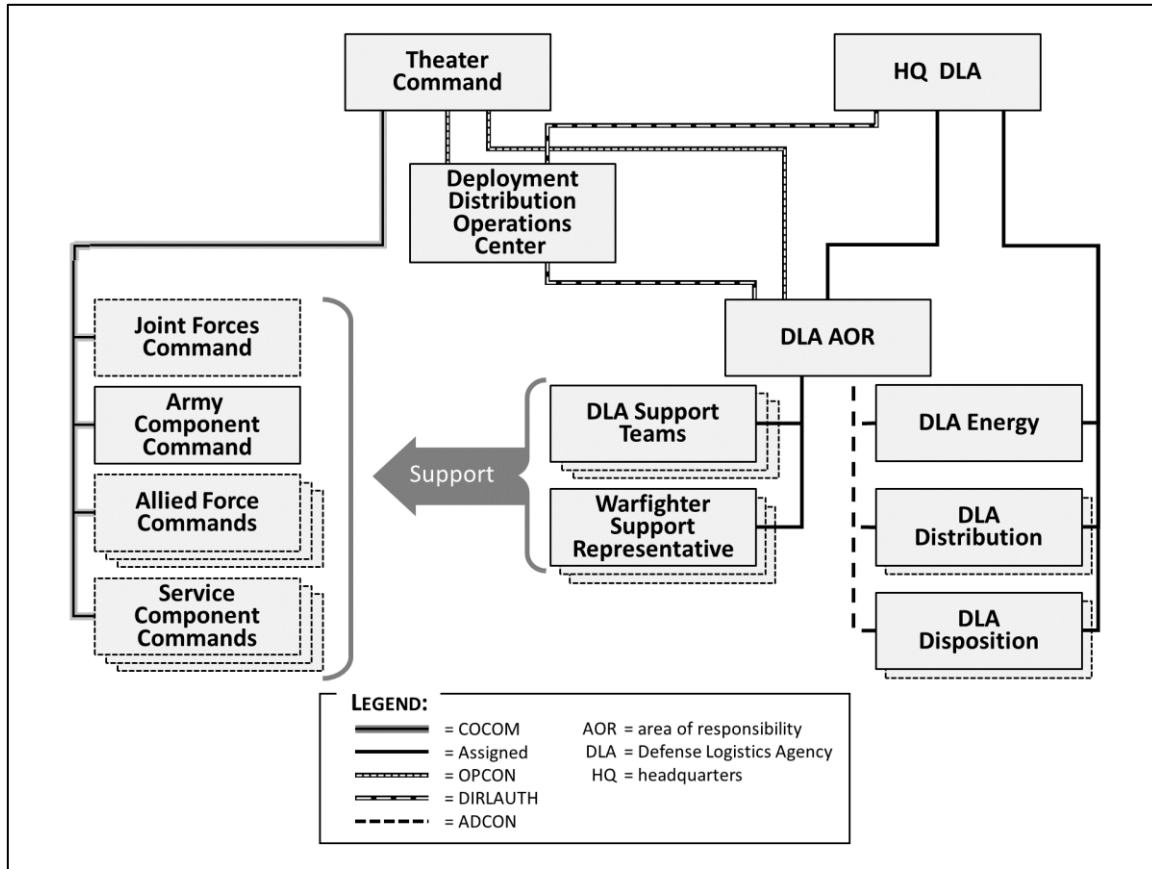 Theater
Command
HQ DLA
Deployment
Distribution
Operations
Center
DLA AOR
Joint Forces
Command
Army
Component
Command
Allied Force
Commands
Service
Component
Commands
Support
DLA Support
Teams
Warfighter
Support
Representative
DLA Energy
DLA
Distribution
DLA
Disposition
LEGEND:
= COCOM
= Assigned
= OPCON
= DIRLAUTH
= ADCON
AOR = area of responsibility
DLA = Defense Logistics Agency
HQ = headquarters